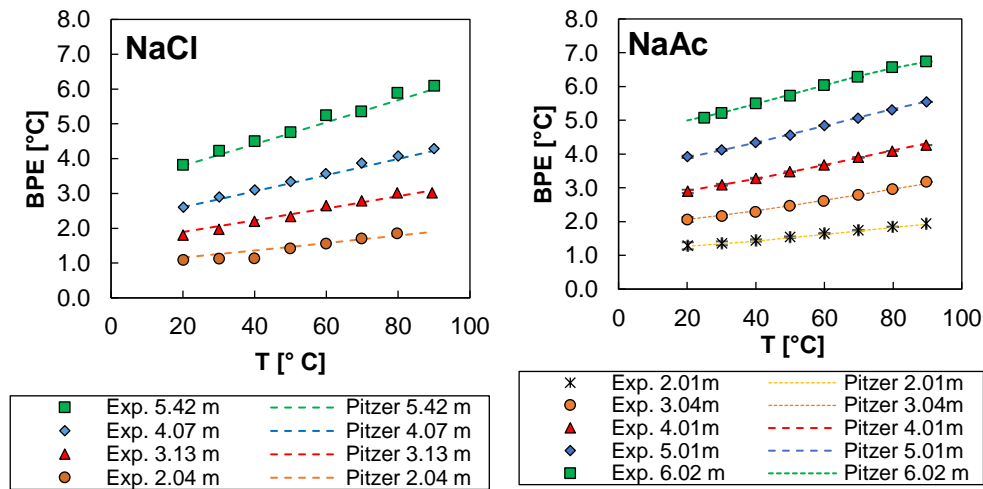 NaCl
BPE [°C]
8.0
7.0
6.0
5.0
4.0
3.0
2.0
1.0
0.0
0 20 40 60 80 100
T [° C]
Exp. 5.42 m Pitzer 5.42 m
Exp. 4.07 m Pitzer 4.07 m
Exp. 3.13 m Pitzer 3.13 m
Exp. 2.04 m Pitzer 2.04 m
NaAc
BPE [°C]
8.0
7.0
6.0
5.0
4.0
3.0
2.0
1.0
0.0
0 20 40 60 80 100
T [°C]
Exp. 2.01m Pitzer 2.01m
Exp. 3.04m Pitzer 3.04m
Exp. 4.01m Pitzer 4.01m
Exp. 5.01m Pitzer 5.01m
Exp. 6.02 m Pitzer 6.02 m